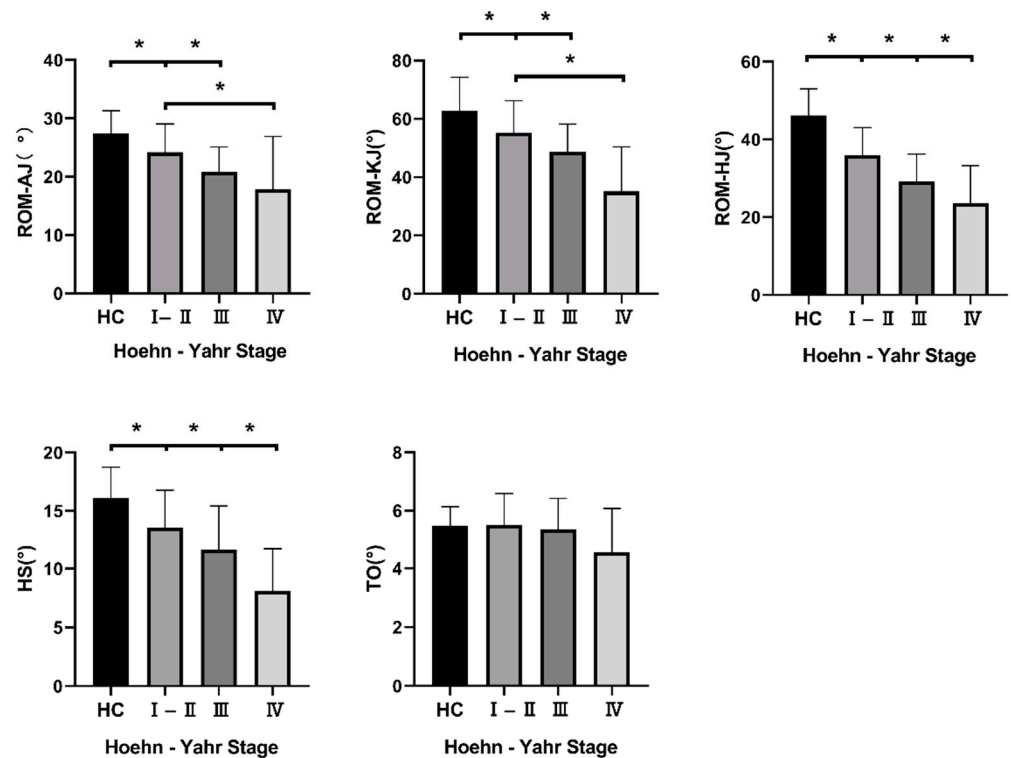 * *
*
ROM-AJ( °)
40
30
20
10
0
HC I– II III IV
Hoehn - Yahr Stage
* *
*
ROM-KJ(°)
80
60
40
20
0
HC I – II III IV
Hoehn - Yahr Stage
* * *
ROM-HJ(°)
60
40
20
0
HC I – II III IV
Hoehn - Yahr Stage
* * *
HS(°)
20
15
10
5
0
HC I – II III IV
Hoehn - Yahr Stage
TO(°)
8
6
4
2
0
HC I – II III IV
Hoehn - Yahr Stage